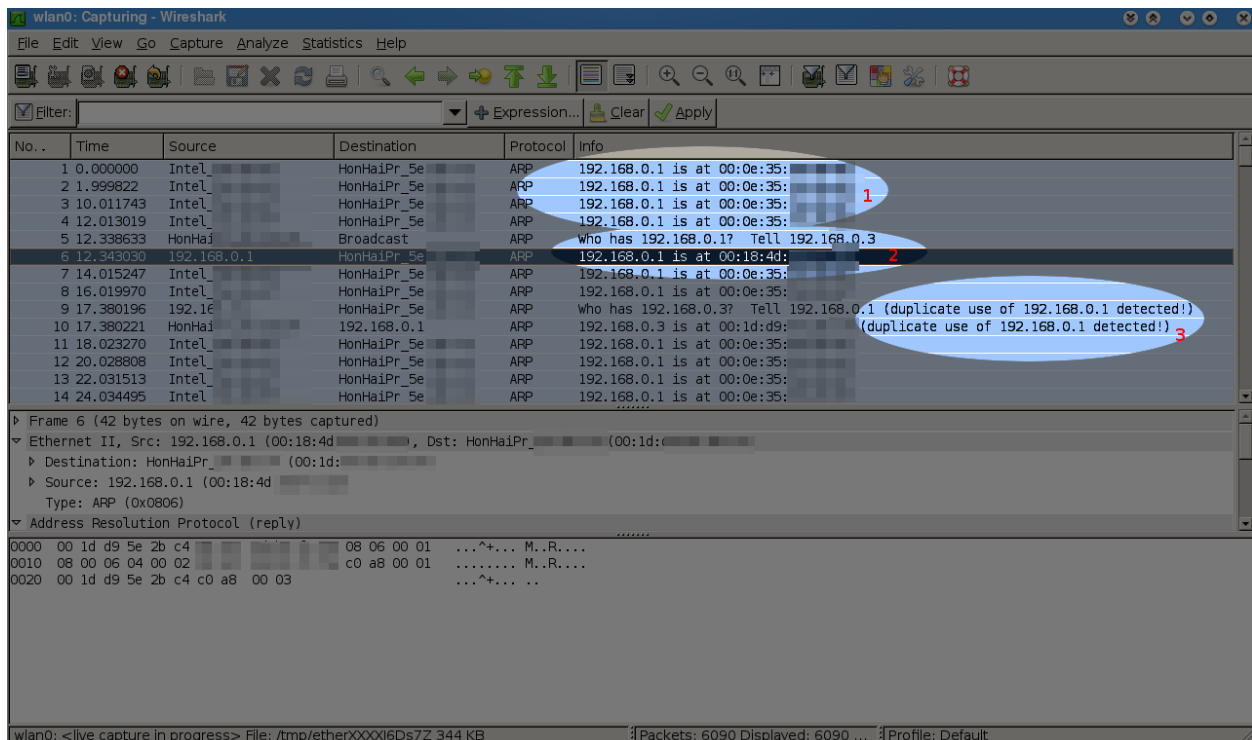 wlan0: Capturing - Wireshark
File Edit View Go Capture Analyze Statistics Help
Filter: Expression... Clear Apply
No. . Time Source Destination Protocol Info
1 0.000000 Intel_ HonHaiPr_5e ARP 192.168.0.1 is at 00:0e:35:
2 1.999822 Intel_ HonHaiPr_5e ARP 192.168.0.1 is at 00:0e:35:
1
3 10.011743 Intel_ HonHaiPr_5e ARP 192.168.0.1 is at 00:0e:35:
4 12.013019 Intel_ HonHaiPr_5e ARP 192.168.0.1 is at 00:0e:35:
5 12.338633 HonHai Broadcast ARP Who has 192.168.0.1? Tell 192.168.0.3
6 12.343030 192.168.0.1 HonHaiPr_5e ARP 192.168.0.1 is at 00:18:4d: 2
7 14.015247 Intel_ HonHaiPr_5e ARP 192.168.0.1 is at 00:0e:35:
8 16.019970 Intel_ HonHaiPr_5e ARP 192.168.0.1 is at 00:0e:35:
9 17.380196 192.16 HonHaiPr_5e ARP Who has 192.168.0.3? Tell 192.168.0.1 (duplicate use of 192.168.0.1 detected!)
10 17.380221 HonHai 192.168.0.1 ARP 192.168.0.3 is at 00:1d:d9: (duplicate use of 192.168.0.1 detected!) 3
11 18.023270 Intel_ HonHaiPr_5e ARP 192.168.0.1 is at 00:0e:35:
12 20.028808 Intel_ HonHaiPr_5e ARP 192.168.0.1 is at 00:0e:35:
13 22.031513 Intel_ HonHaiPr_5e ARP 192.168.0.1 is at 00:0e:35:
14 24.034495 Intel_ HonHaiPr_5e ARP 192.168.0.1 is at 00:0e:35:
Frame 6 (42 bytes on wire, 42 bytes captured)
Ethernet II, Src: 192.168.0.1 (00:18:4d ), Dst: HonHaiPr_ (00:1d:
Destination: HonHaiPr_ (00:1d:
Source: 192.168.0.1 (00:18:4d
Type: ARP (0x0806)
Address Resolution Protocol (reply)
0000 00 1d d9 5e 2b c4 08 06 00 01 ...^+... M..R....
0010 08 00 06 04 00 02 c0 a8 00 01 ........ M..R....
0020 00 1d d9 5e 2b c4 c0 a8 00 03 ...^+... ..
wlan0: <live capture in progress> File: /tmp/etherXXXXI6Ds7Z 344 KB Packets: 6090 Displayed: 6090 ... Profile: Default